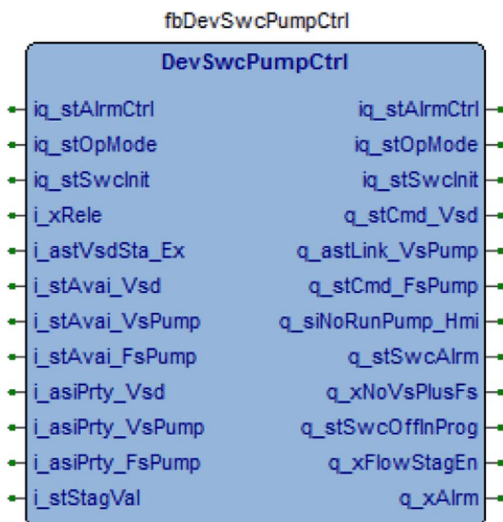 fbDevSwcPumpCtrl
DevSwcPumpCtrl
iq_stAlrmCtrl iq_stAlrmCtrl
iq_stOpMode iq_stOpMode
iq_stSwcInit iq_stSwcInit
i_xRele q_stCmd_Vsd
i_astVsdSta_Ex q_astLink_VsPump
i_stAvai_Vsd q_stCmd_FsPump
i_stAvai_VsPump q_siNoRunPump_Hmi
i_stAvai_FsPump q_stSwcAlrm
i_asiPrty_Vsd q_xNoVsPlusFs
i_asiPrty_VsPump q_stSwcOffInProg
i_asiPrty_FsPump q_xFlowStagEn
i_stStagVal q_xAlrm